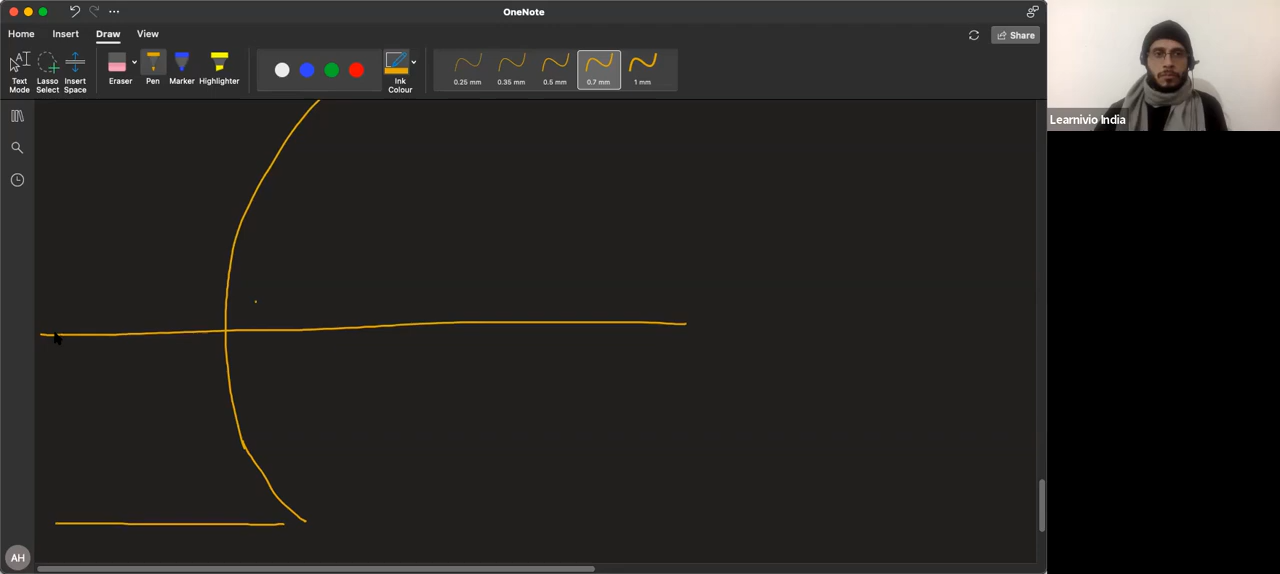 OneNote
Home Insert Draw View
Share
Text Mode
Lasso Select
Insert Space
Eraser
Pen
Marker
Highlighter
Ink Colour
0.25 mm
0.35 mm
0.5 mm
0.7 mm
1 mm
Learnivio India
AH